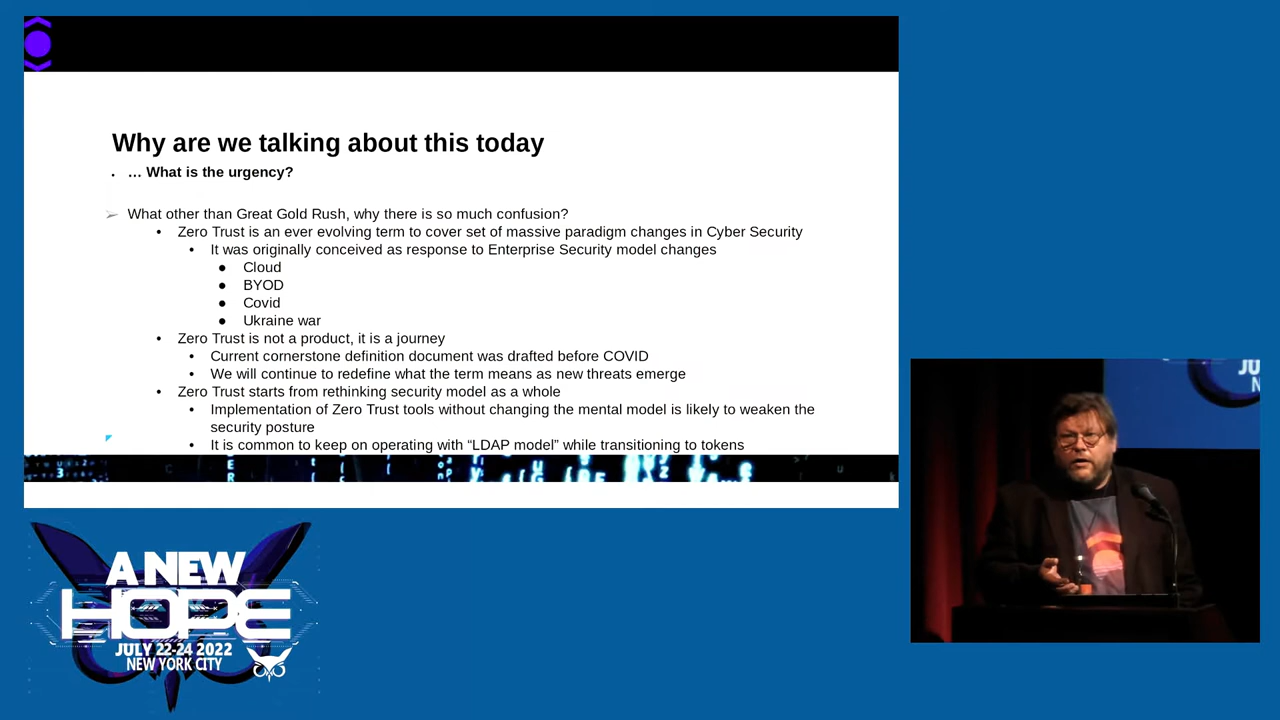 Why are we talking about this today
… What is the urgency?
What other than Great Gold Rush, why there is so much confusion?
Zero Trust is an ever evolving term to cover set of massive paradigm changes in Cyber Security
It was originally conceived as response to Enterprise Security model changes
Cloud
BYOD
Covid
Ukraine war
Zero Trust is not a product, it is a journey
Current cornerstone definition document was drafted before COVID
We will continue to redefine what the term means as new threats emerge
Zero Trust starts from rethinking security model as a whole
Implementation of Zero Trust tools without changing the mental model is likely to weaken the
security posture
It is common to keep on operating with “LDAP model” while transitioning to tokens
A NEW
HOPE
JULY 22-24 2022
NEW YORK CITY